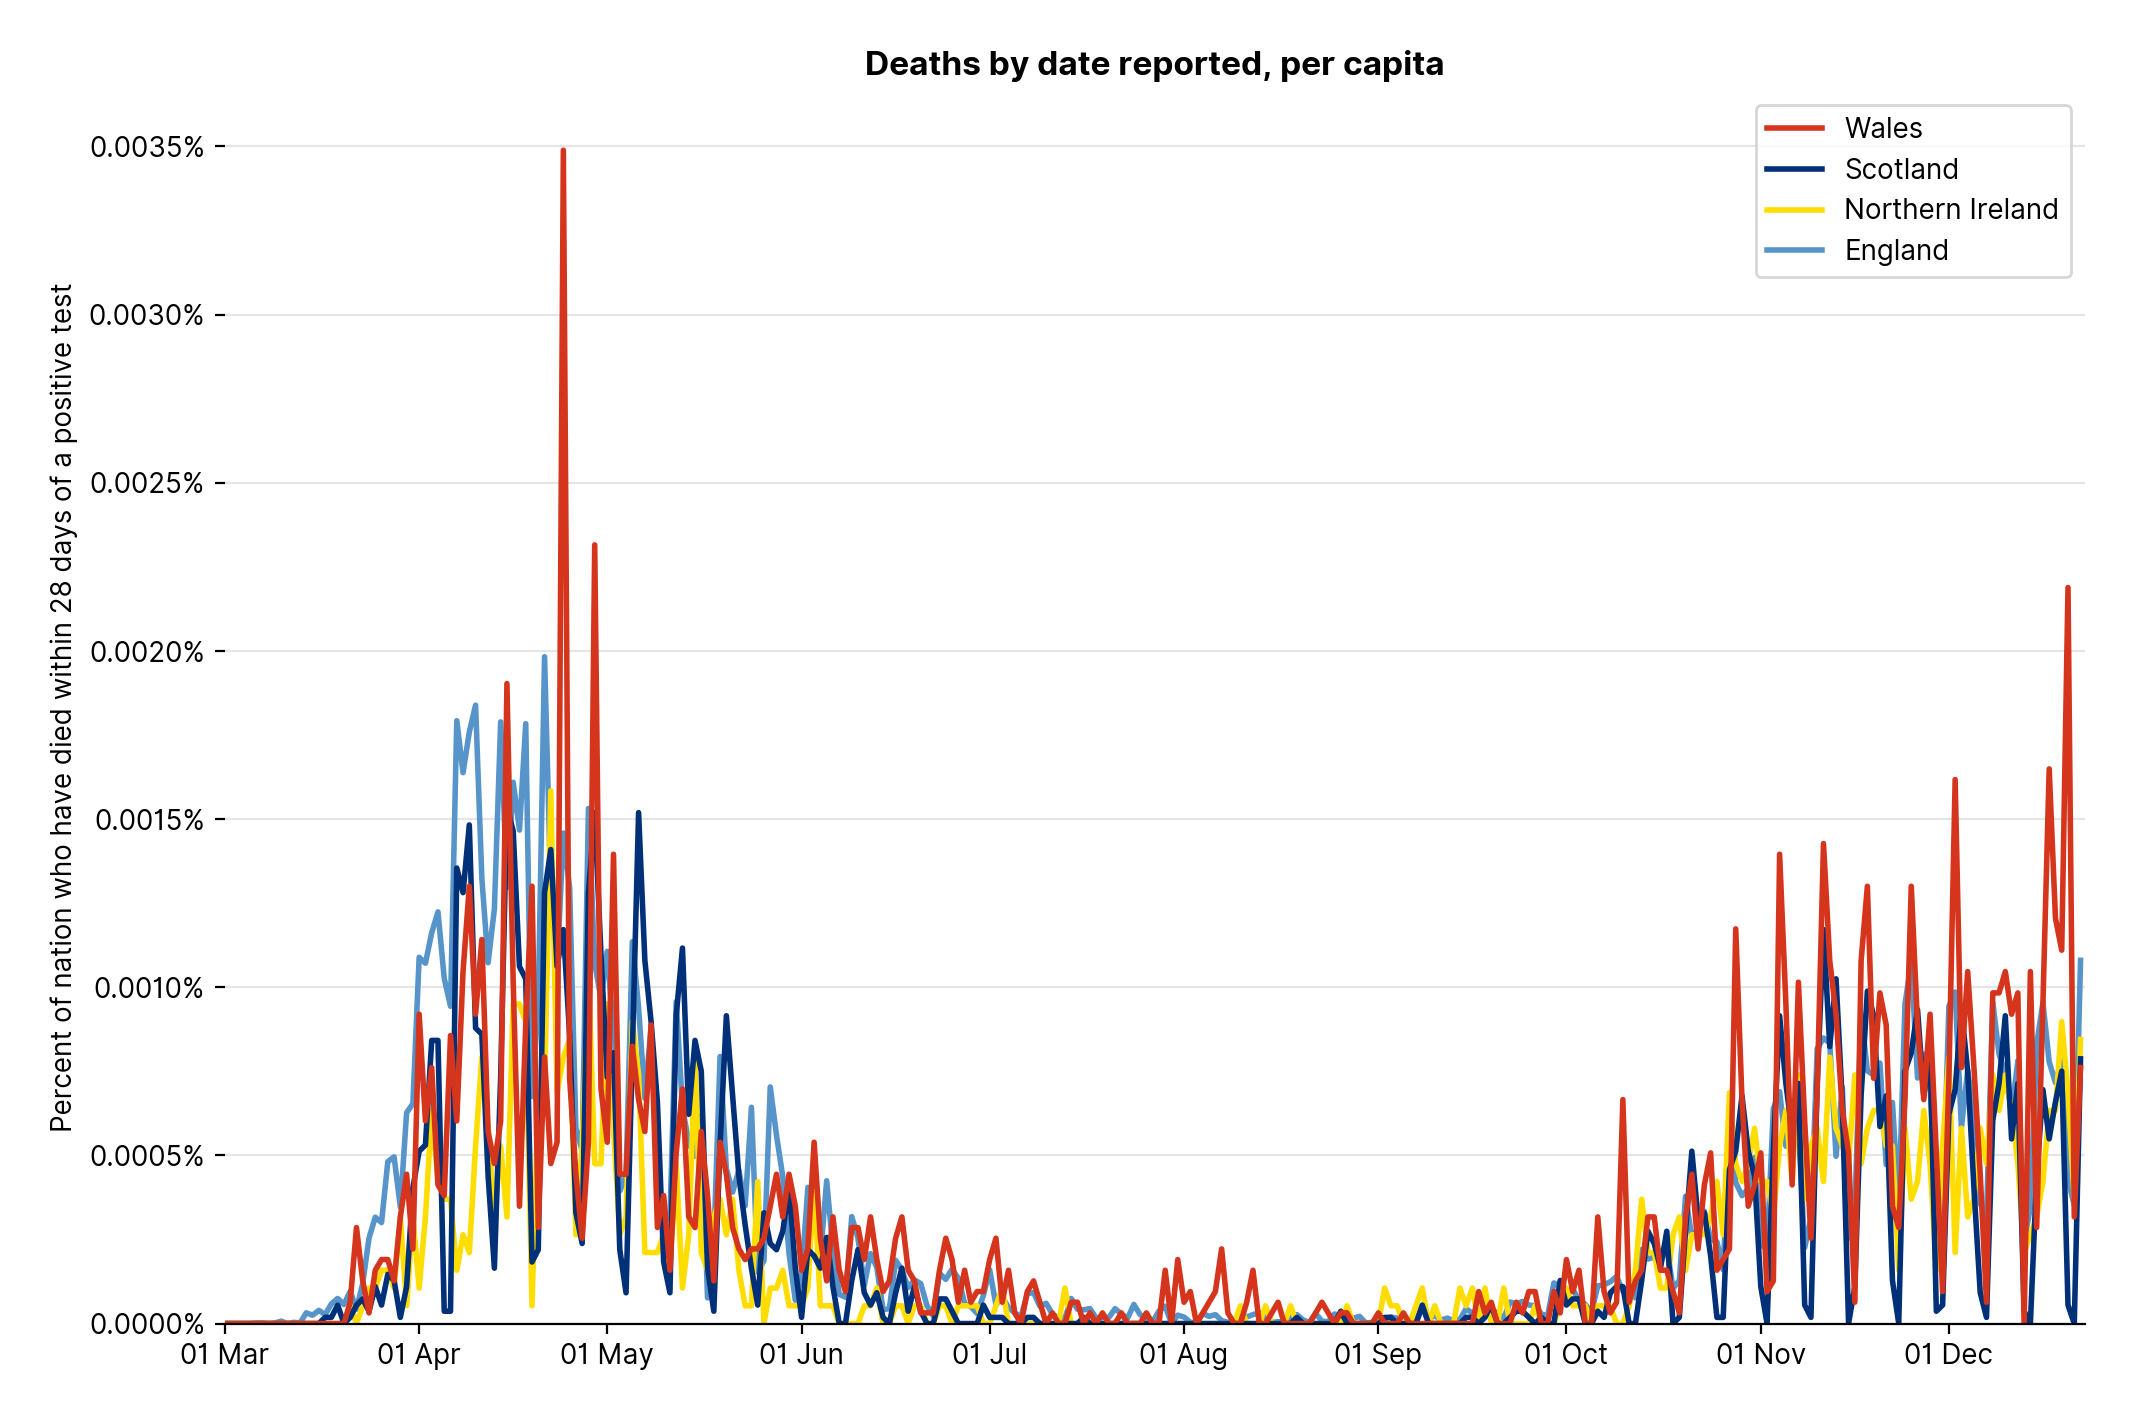 Deaths by date reported, per capita
Wales
Scotland
Northern Ireland
England
Percent of nation who have died within 28 days of a positive test
0.0035%
0.0030%
0.0025%
0.0020%
0.0015%
0.0010%
0.0005%
0.0000%
01 Mar
01 Apr
01 May
01 Jun
01 Jul
01 Aug
01 Sep
01 Oct
01 Nov
01 Dec